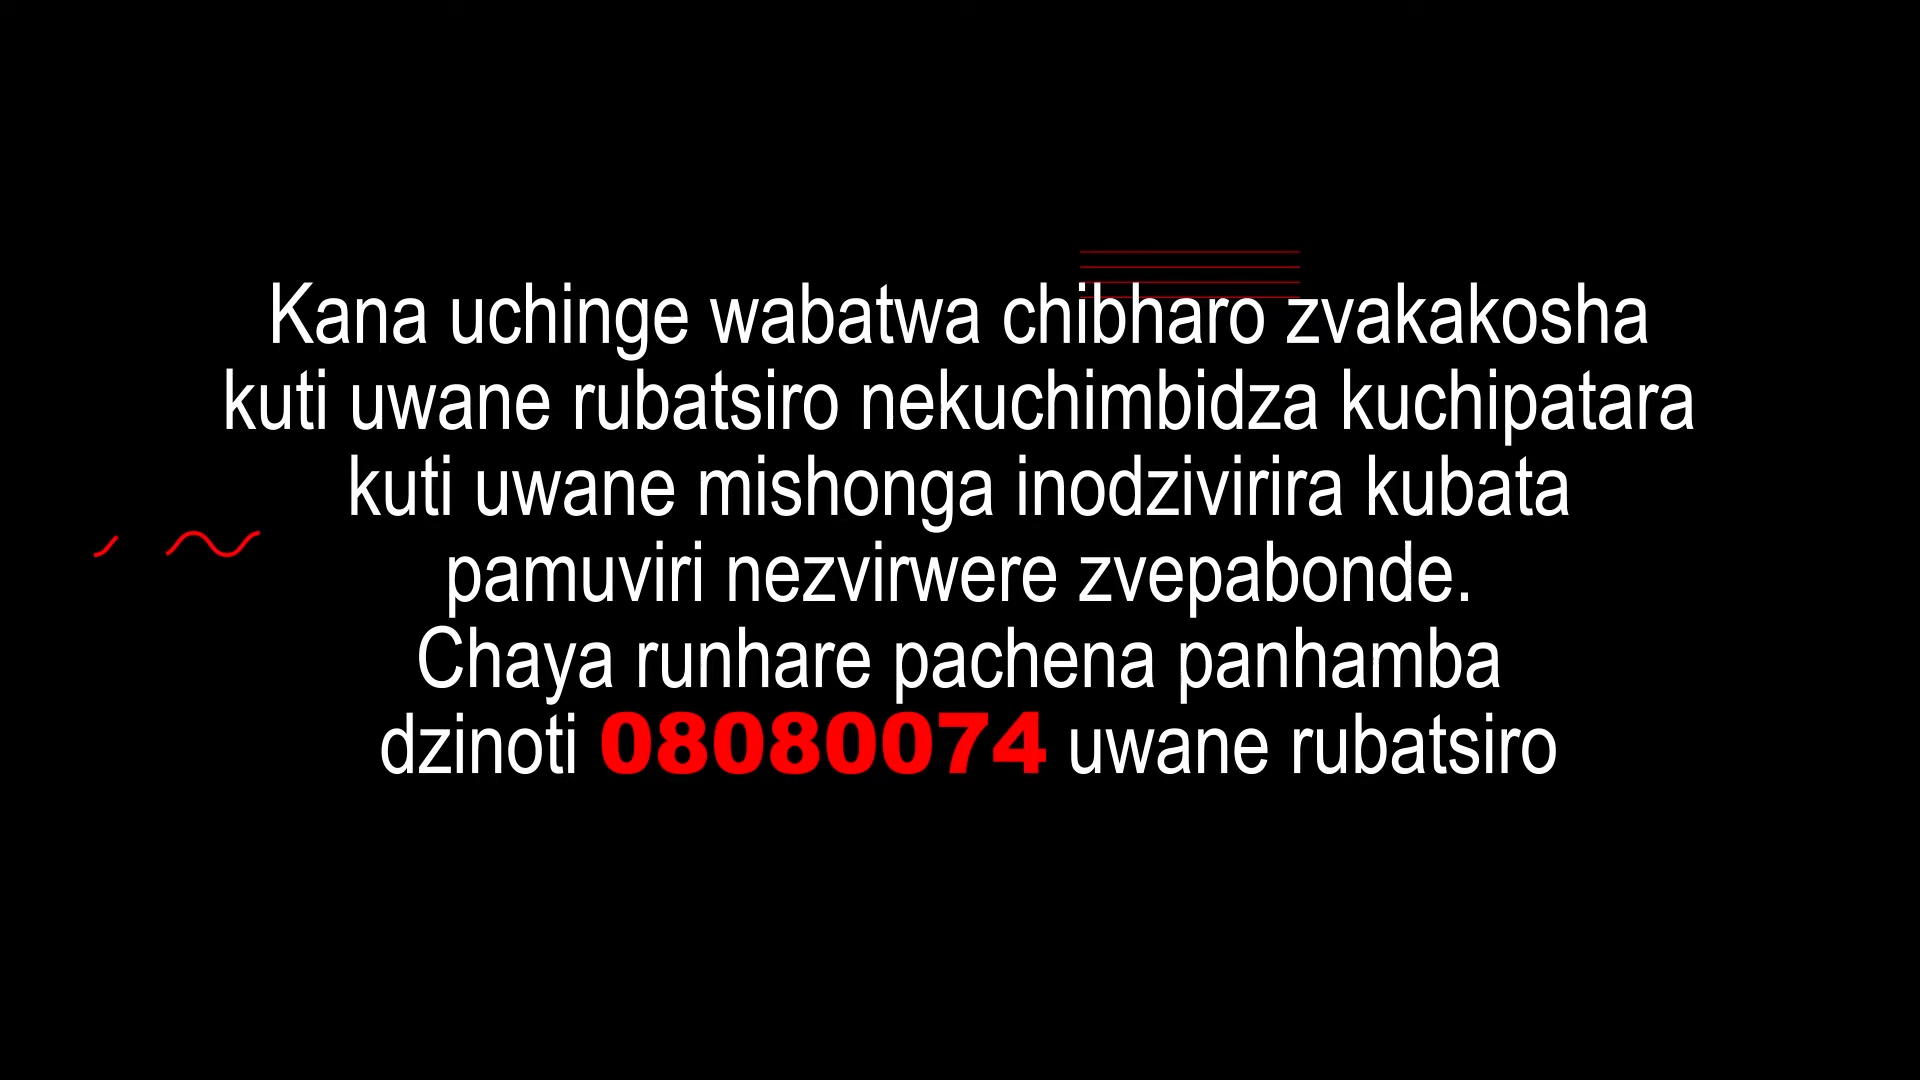 Kana uchinge wabatwa chibharo zvakakosha
kuti uwane rubatsiro nekuchimbidza kuchipatara
kuti uwane mishonga inodzivirira kubata
pamuviri nezvirwere zvepabonde.
Chaya runhare pachena panhamba
dzinoti 08080074 uwane rubatsiro